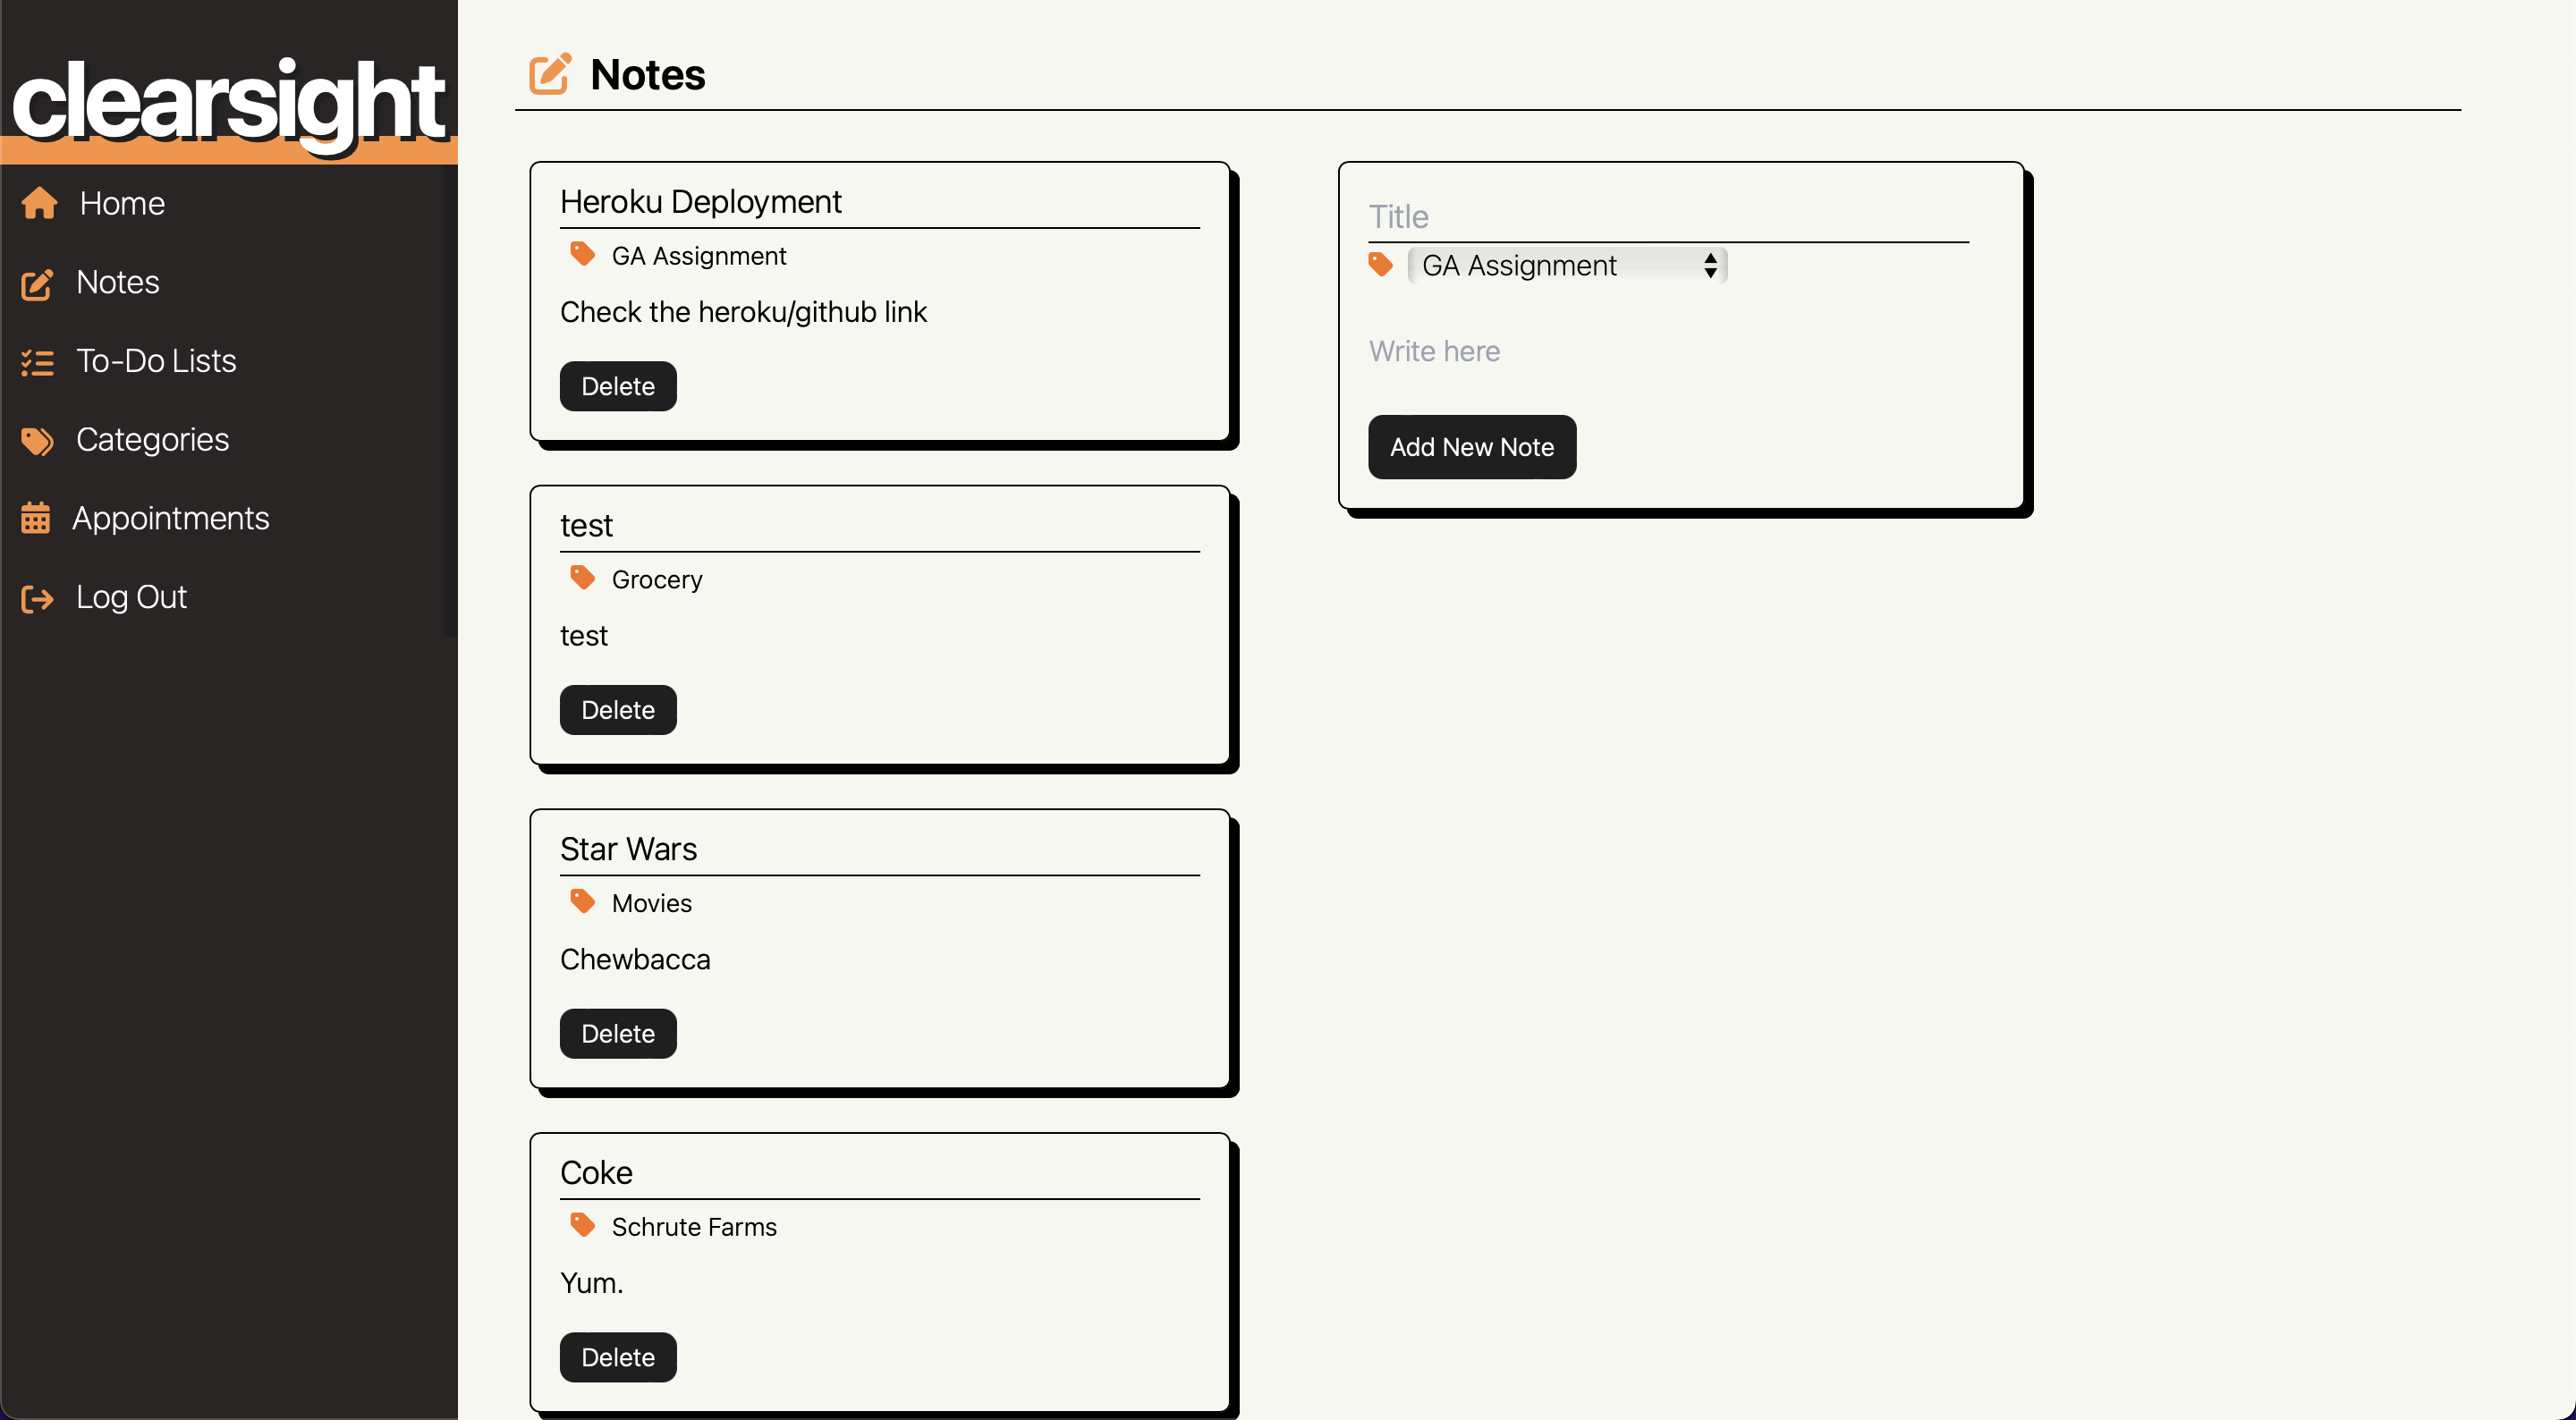 clearsight
Home
Notes
To-Do Lists
Categories
Appointments
Log Out
Notes
Heroku Deployment
GA Assignment
Check the heroku/github link
Delete
test
Grocery
test
Delete
Star Wars
Movies
Chewbacca
Delete
Coke
Schrute Farms
Yum.
Delete
Title
GA Assignment
Write here
Add New Note